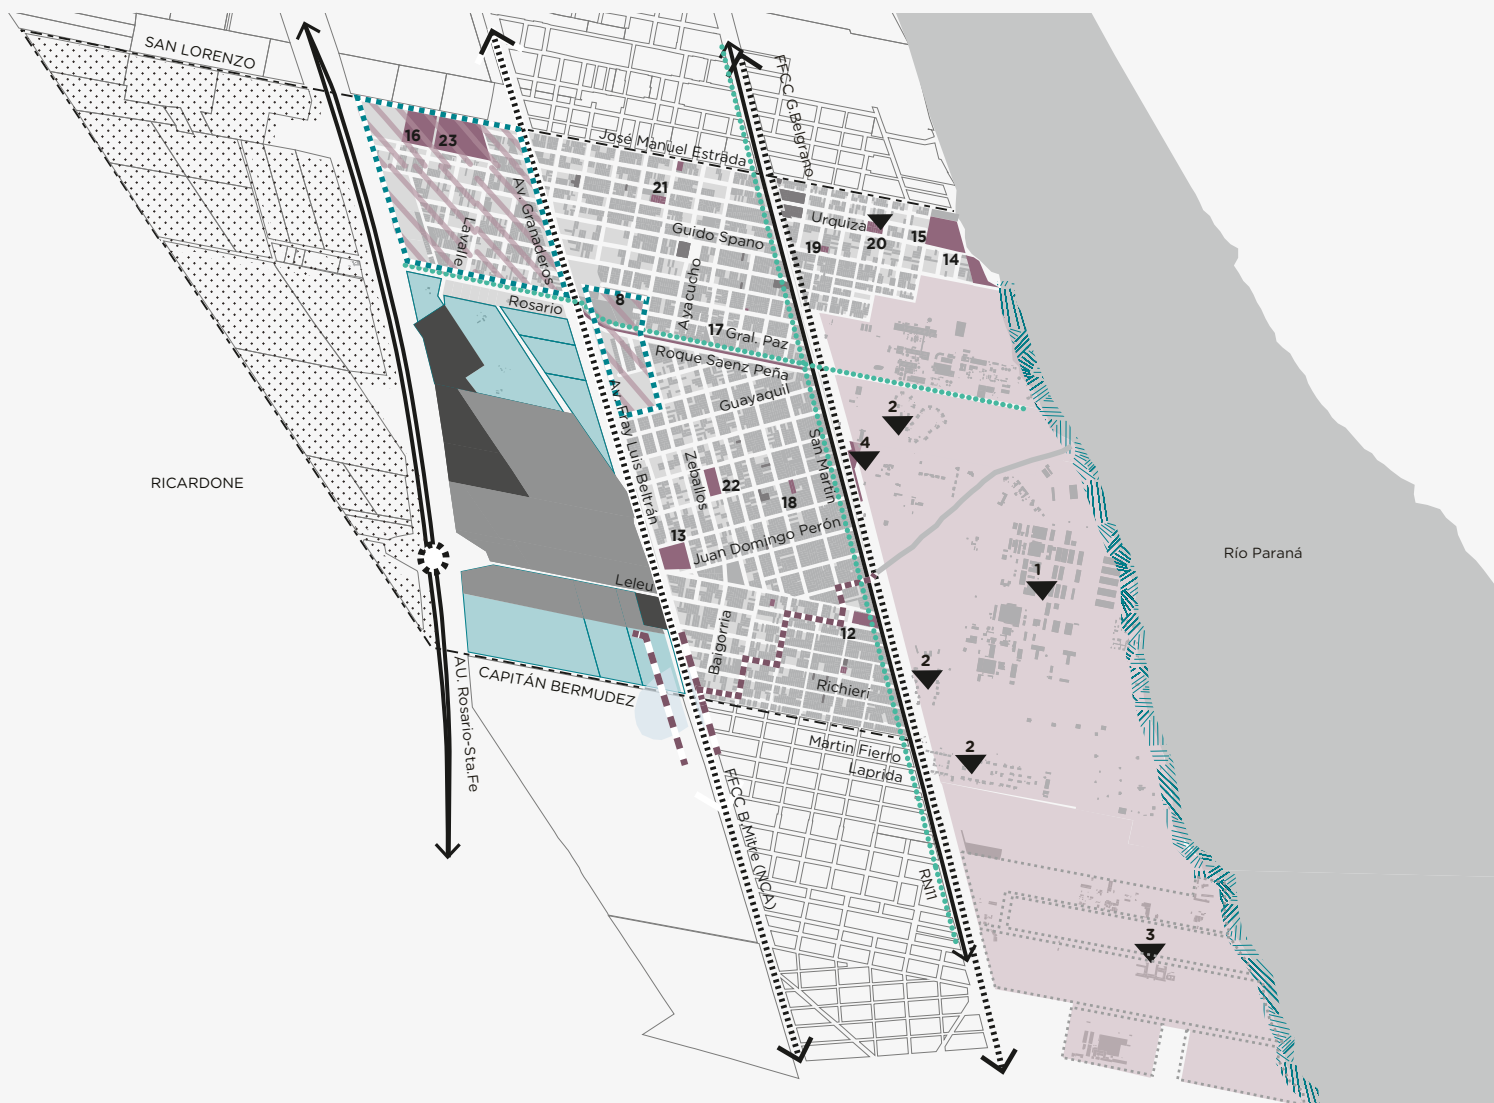 SAN LORENZO
FFCC G.Belgrano
José Manuel Estrada
16
23
21
Av. Granaderos
Lavalle
Urquiza
Guido Spano
19
20
15
14
Ayacucho
Rosario
8
17
Gral. Paz
Roque Saenz Peña
Guayaquil
2
Av. Fray Luis Beltrán
San Martín
4
Zeballos
22
18
RICARDONE
13
Juan Domingo Perón
Río Paraná
Leleu
1
Baigorria
12
2
Richieri
CAPITÁN BERMUDEZ
AU. Rosario-Sta.Fe
Martin Fierro
Laprida
2
FFCC B.Mitre (NCA)
RN11
3